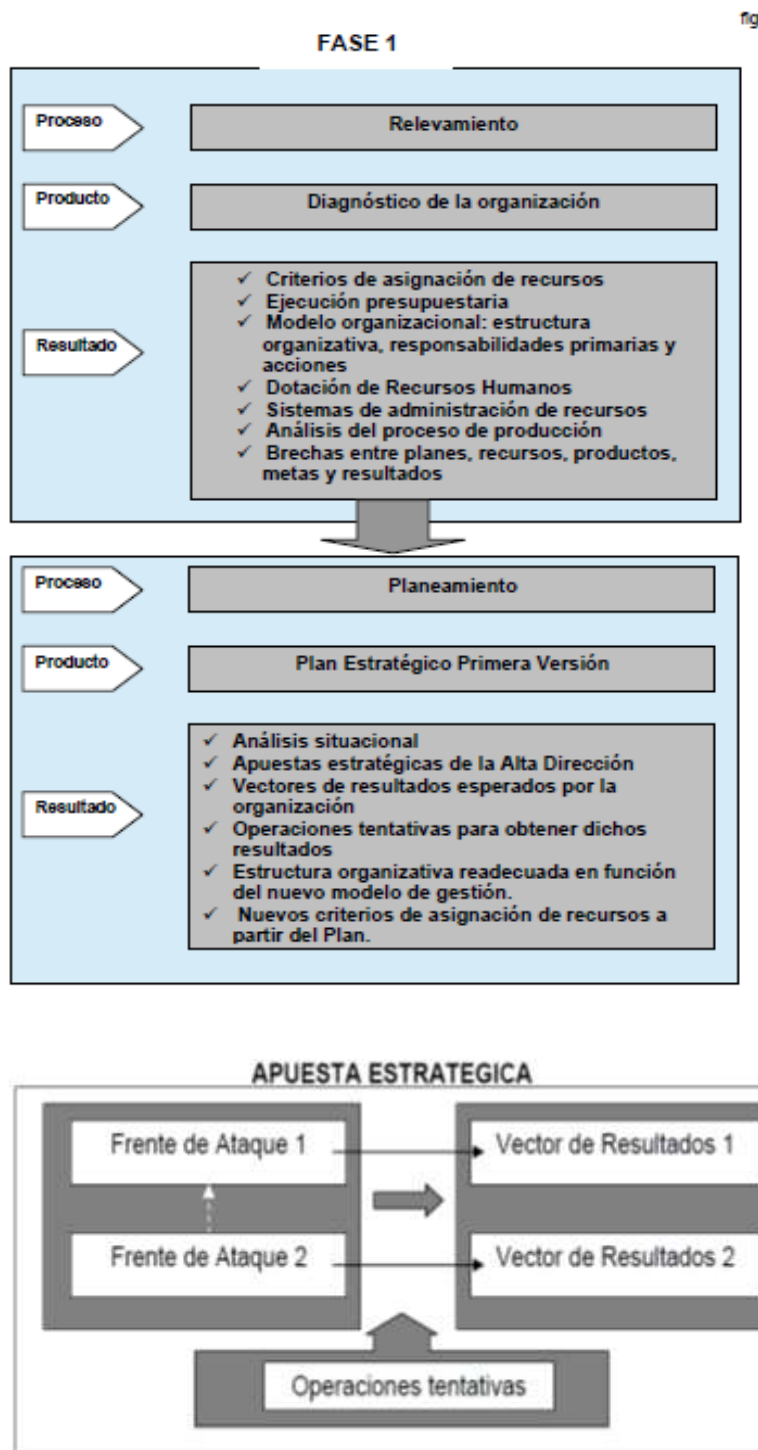 fig
FASE 1
Proceso
Relevamiento
Producto
Diagnóstico de la organización
Resultado
✓ Criterios de asignación de recursos
✓ Ejecución presupuestaria
✓ Modelo organizacional: estructura
organizativa, responsabilidades primarias y
acciones
✓ Dotación de Recursos Humanos
✓ Sistemas de administración de recursos
✓ Análisis del proceso de producción
✓ Brechas entre planes, recursos, productos,
metas y resultados
Proceso
Planeamiento
Producto
Plan Estratégico Primera Versión
Resultado
✓ Análisis situacional
✓ Apuestas estratégicas de la Alta Dirección
✓ Vectores de resultados esperados por la
organización
✓ Operaciones tentativas para obtener dichos
resultados
✓ Estructura organizativa readecuada en función
del nuevo modelo de gestión.
✓ Nuevos criterios de asignación de recursos a
partir del Plan.
APUESTA ESTRATEGICA
Frente de Ataque 1
Vector de Resultados 1
Frente de Ataque 2
Vector de Resultados 2
Operaciones tentativas